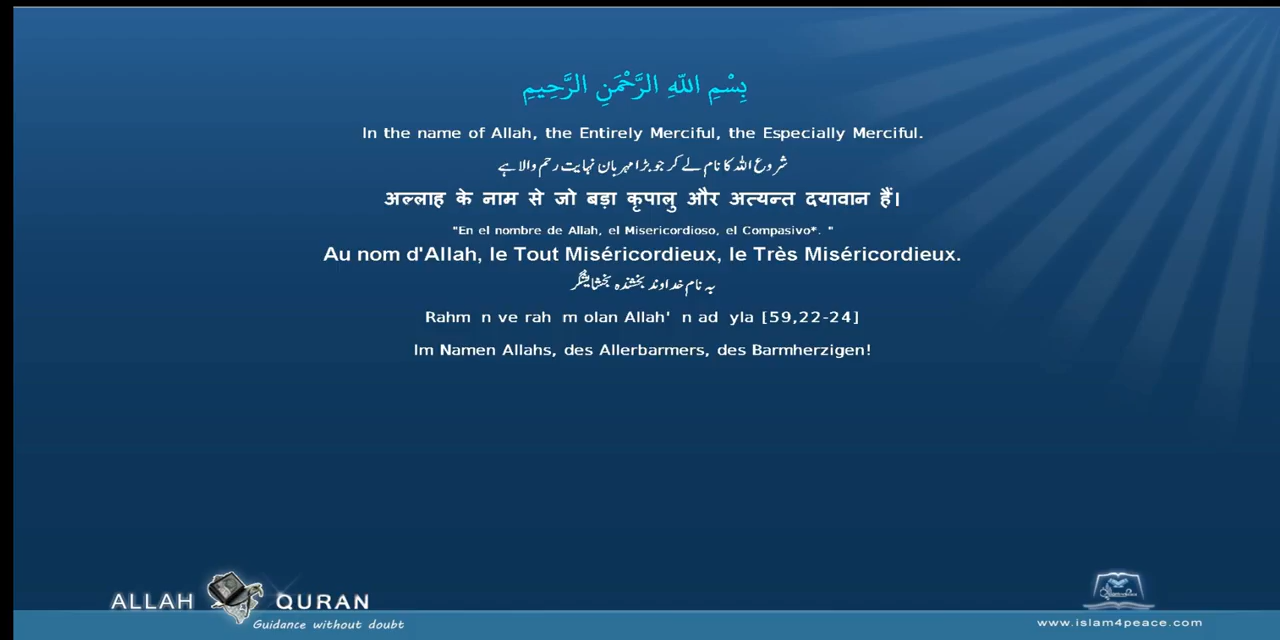 بِسْمِ اللّهِ الرَّحْمَنِ الرَّحِيمِ
In the name of Allah, the Entirely Merciful, the Especially Merciful.
شروع اللہ کا نام لے کر جو بڑا مہربان نہایت رحم والا ہے
अल्लाह के नाम से जो बड़ा कृपालु और अत्यन्त दयावान हैं।
"En el nombre de Allah, el Misericordioso, el Compasivo*. "
Au nom d'Allah, le Tout Miséricordieux, le Très Miséricordieux.
به نام خداوند بخشنده بخشایشگر
Rahm n ve rah m olan Allah' n ad yla [59,22-24]
Im Namen Allahs, des Allerbarmers, des Barmherzigen!
ALLAH QURAN
Guidance without doubt
www.islam4peace.com